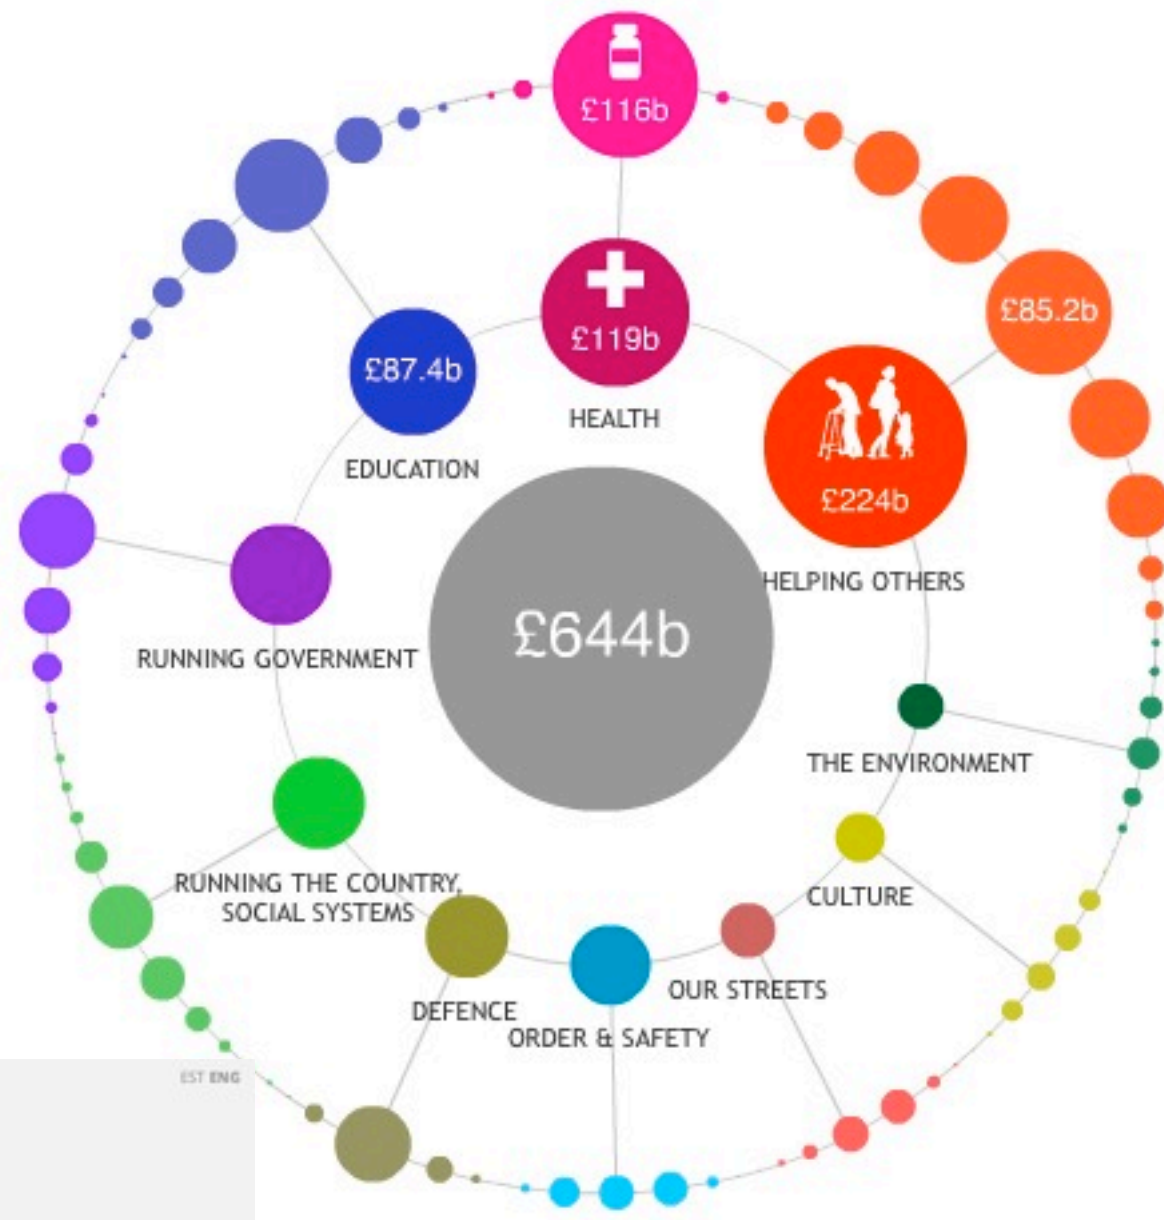 £116b
£119b
HEALTH
£85.2b
£87.4b
EDUCATION
£224b
HELPING OTHERS
£644b
RUNNING GOVERNMENT
THE ENVIRONMENT
RUNNING THE COUNTRY,
SOCIAL SYSTEMS
CULTURE
DEFENCE
OUR STREETS
ORDER & SAFETY
EST ENG